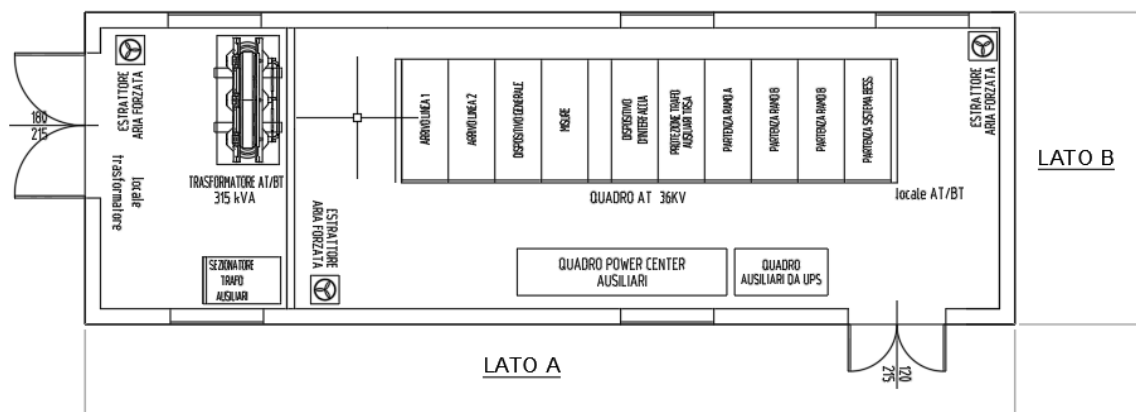 ESTRATTORE
ARIA FORZATA
180
215
locale
trasformatore
TRASFORMATORE AT/BT
315 kVA
SEZIONATORE
TRAFO
AUSILIARI
ESTRATTORE
ARIA FORZATA
ARRIVO LINEA 1
ARRIVO LINEA 2
DISPOSITIVO GENERALE
MISURE
DISPOSITIVO
D'INTERFACCIA
PROTEZIONE TRAFO
AUSILIARI TRSA
PARTENZA RAMO A
PARTENZA RAMO B
PARTENZA RAMO B
PARTENZA SISTEMA BESS
QUADRO AT 36KV
locale AT/BT
ESTRATTORE
ARIA FORZATA
QUADRO POWER CENTER
AUSILIARI
QUADRO
AUSILIARI DA UPS
120
215
LATO A
LATO B